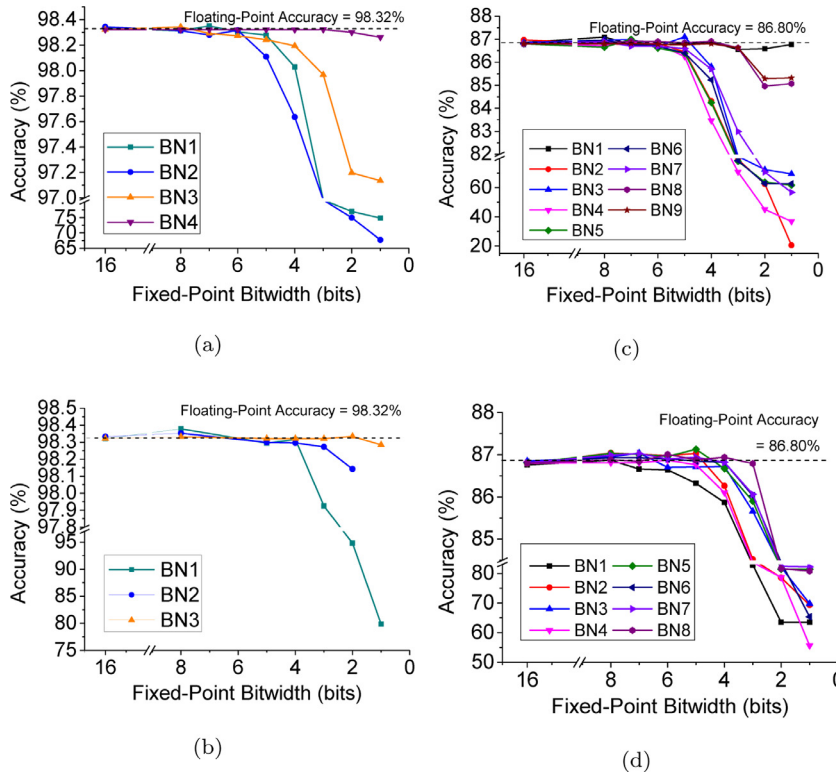 Floating-Point Accuracy = 98.32%
98.4
98.2
98.0
97.8
97.6
97.4
97.2
97.0
75
70
65
Accuracy (%)
BN1
BN2
BN3
BN4
16
8
6
4
2
0
Fixed-Point Bitwidth (bits)
(a)
Floating-Point Accuracy = 86.80%
87
86
85
84
83
82
60
40
20
Accuracy (%)
BN1
BN2
BN3
BN4
BN5
BN6
BN7
BN8
BN9
16
8
6
4
2
0
Fixed-Point Bitwidth (bits)
(c)
Floating-Point Accuracy = 98.32%
98.5
98.4
98.3
98.2
98.1
98.0
97.9
97.8
95
90
85
80
75
Accuracy (%)
BN1
BN2
BN3
16
8
6
4
2
0
Fixed-Point Bitwidth (bits)
(b)
Floating-Point Accuracy
= 86.80%
88
87
86
85
84
80
70
60
50
Accuracy (%)
BN1
BN2
BN3
BN4
BN5
BN6
BN7
BN8
16
8
6
4
2
0
Fixed-Point Bitwidth (bits)
(d)